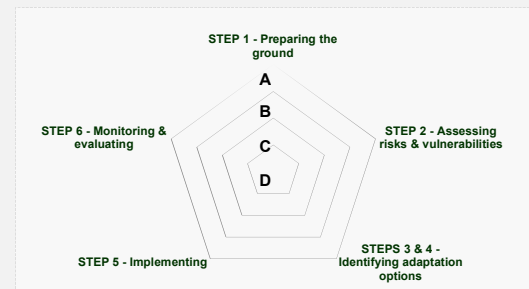 STEP 1 - Preparing the
ground
A
B
C
D
STEP 6 - Monitoring &
evaluating
STEP 2 - Assessing
risks & vulnerabilities
STEP 5 - Implementing
STEPS 3 & 4 -
Identifying adaptation
options